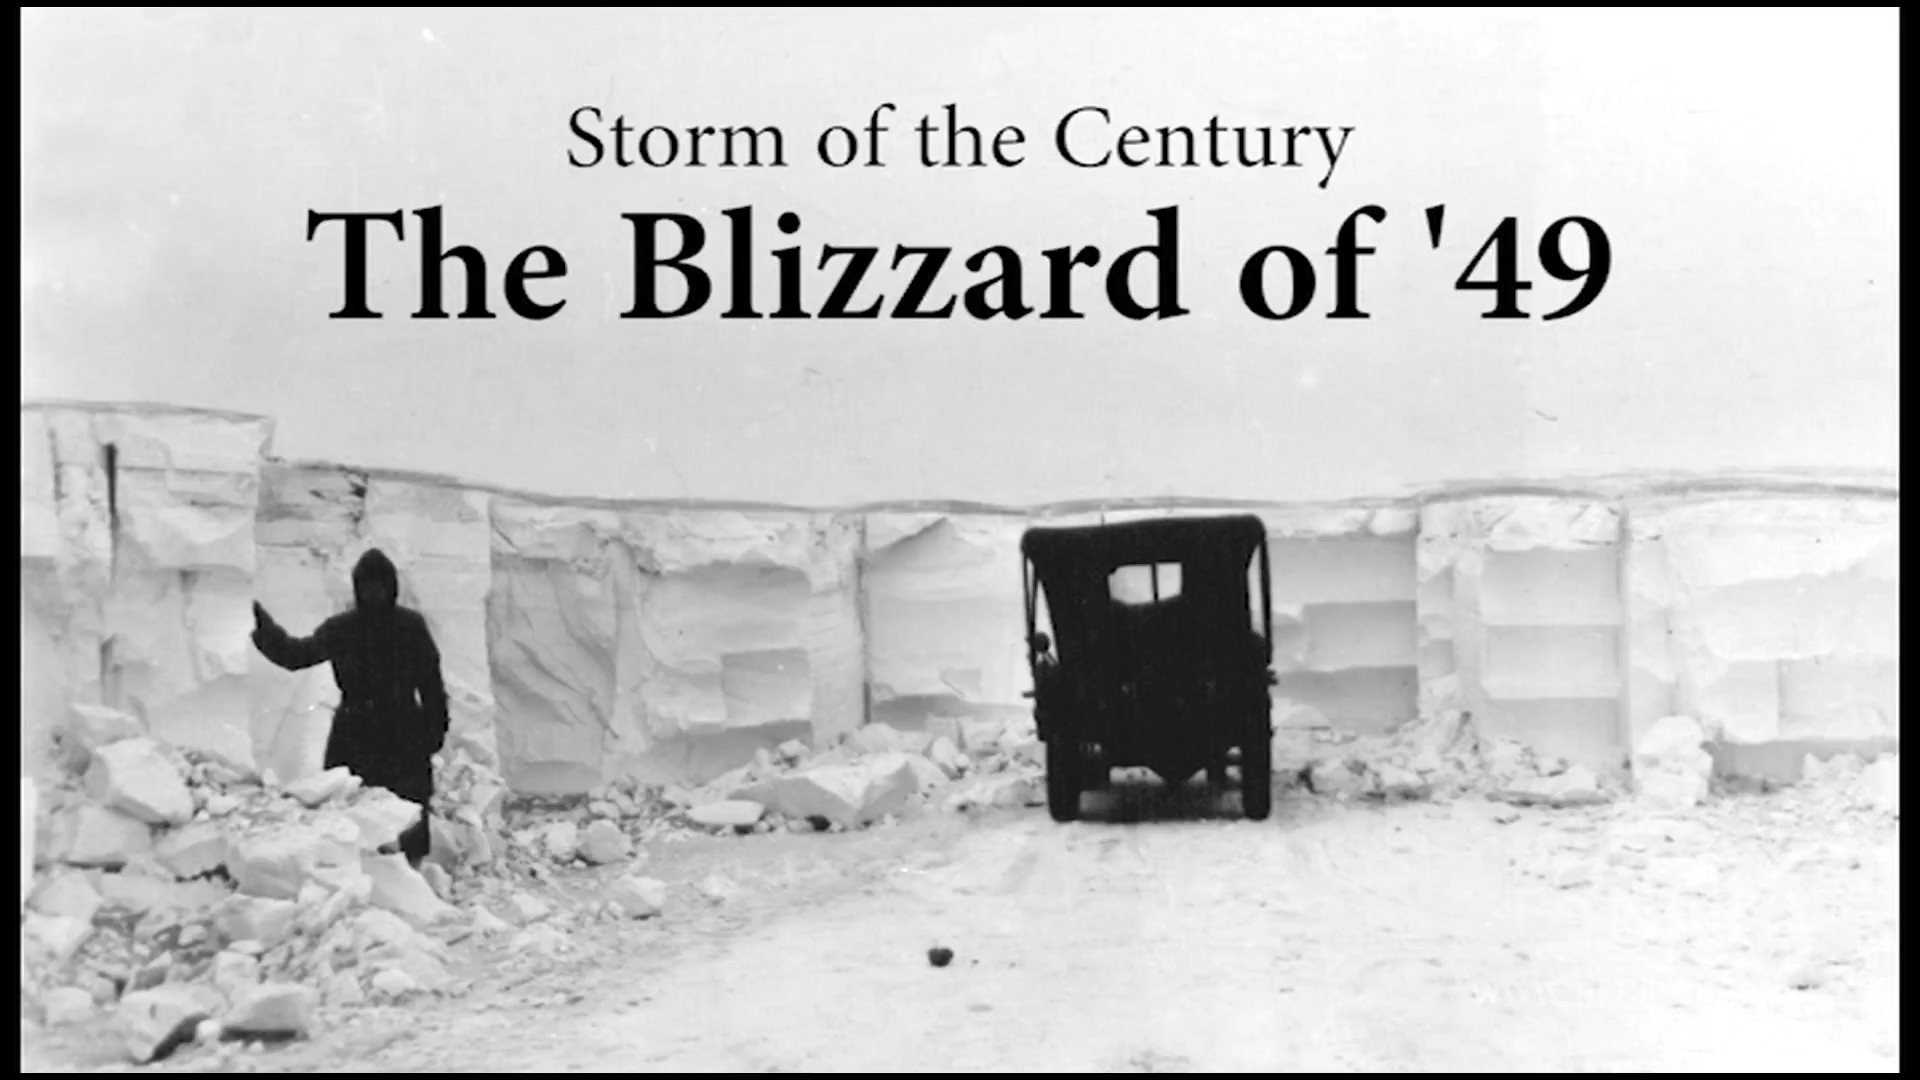 Storm of the Century
The Blizzard of '49